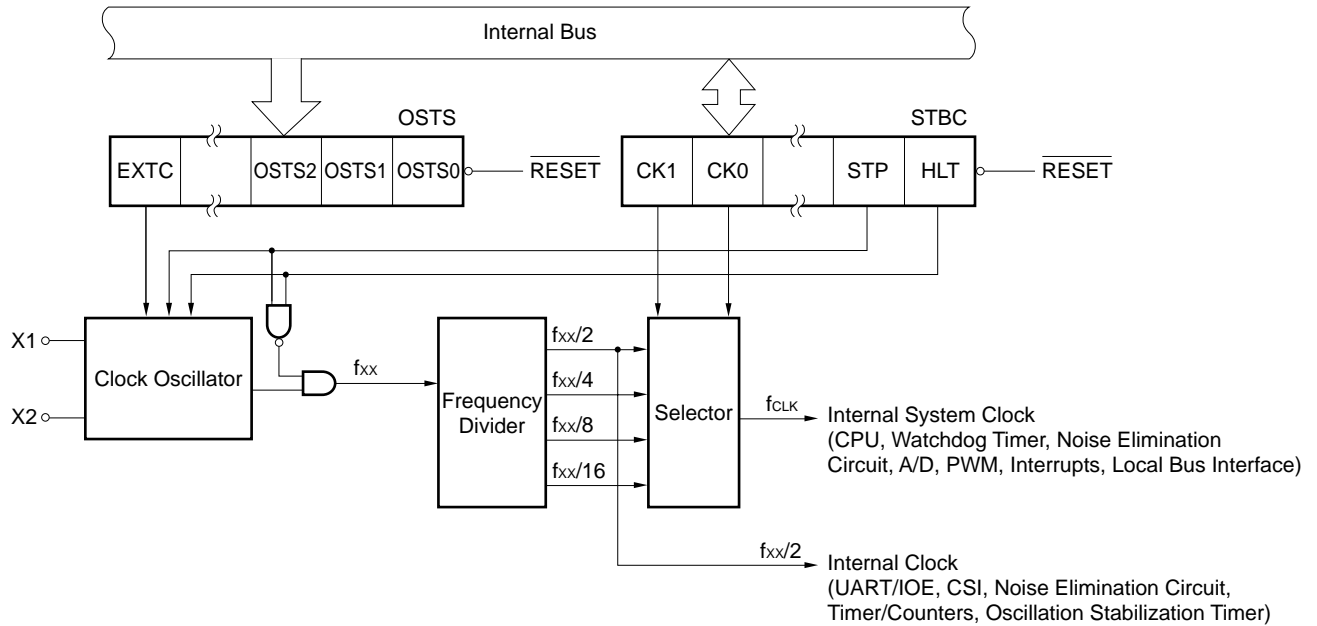 Internal Bus
OSTS
STBC
EXTC
OSTS2
OSTS1
OSTS0
RESET
CK1
CK0
STP
HLT
RESET
X1
X2
Clock Oscillator
fXX
Frequency
Divider
fXX/2
fXX/4
fXX/8
fXX/16
Selector
fCLK
Internal System Clock
(CPU, Watchdog Timer, Noise Elimination
Circuit, A/D, PWM, Interrupts, Local Bus Interface)
fXX/2
Internal Clock
(UART/IOE, CSI, Noise Elimination Circuit,
Timer/Counters, Oscillation Stabilization Timer)